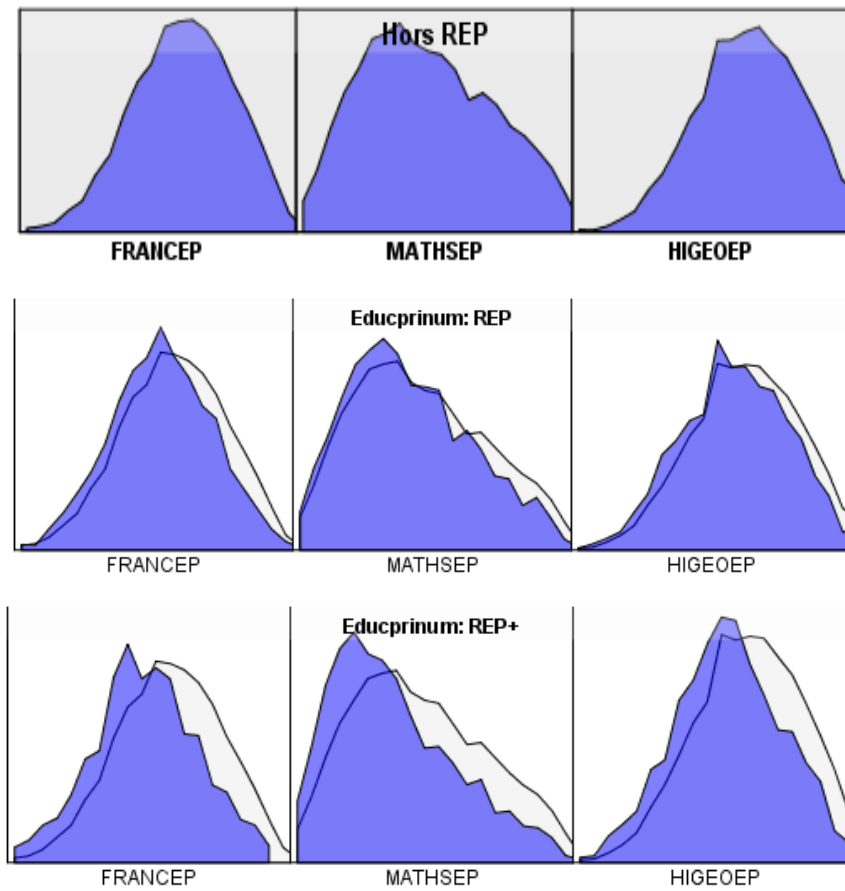 Hors REP
FRANCEP MATHSEP HIGEOEP
Educprinum: REP
FRANCEP MATHSEP HIGEOEP
Educprinum: REP+
FRANCEP MATHSEP HIGEOEP